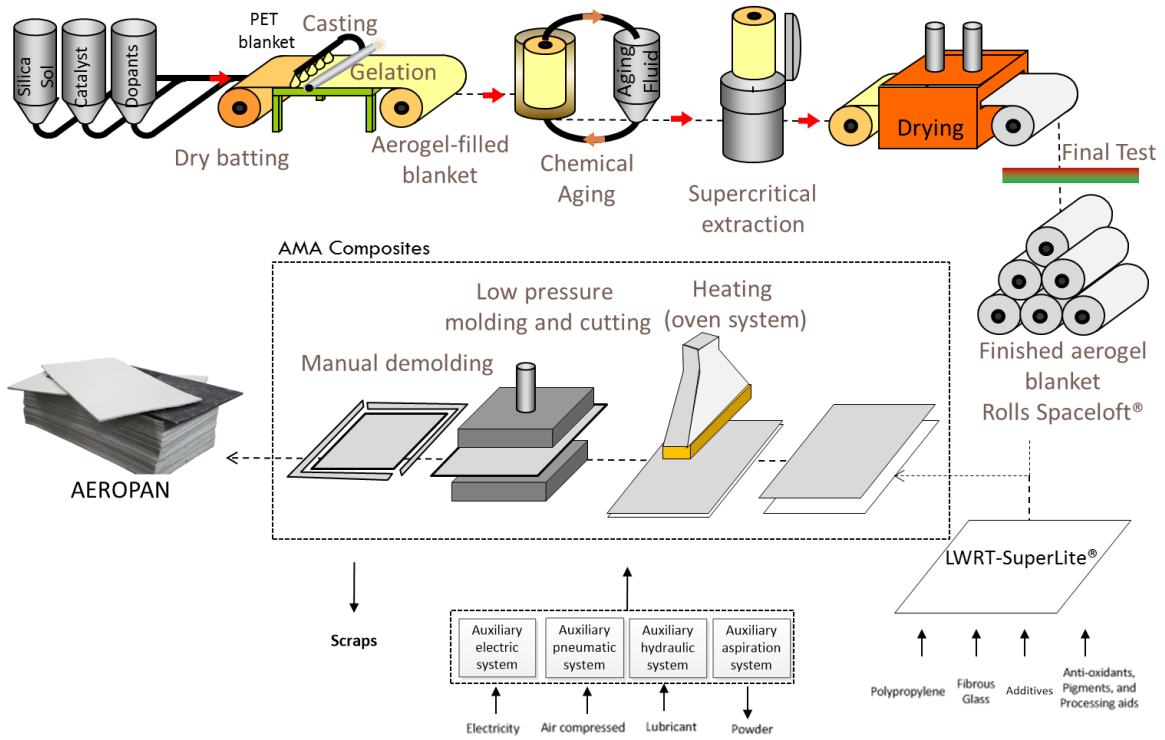 Silica
Sol
Catalyst
Dopants
PET
blanket
Casting
Gelation
Dry batting
Aerogel-filled
blanket
Aging
Fluid
Chemical
Aging
Supercritical
extraction
Drying
Final Test
Finished aerogel
blanket
Rolls Spaceloft®
AMA Composites
Low pressure
molding and cutting
Heating
(oven system)
Manual demolding
AEROPAN
LWRT-SuperLite®
Polypropylene
Fibrous
Glass
Additives
Anti-oxidants,
Pigments, and
Processing aids
Scraps
Auxiliary
electric
system
Auxiliary
pneumatic
system
Auxiliary
hydraulic
system
Auxiliary
aspiration
system
Electricity
Air compressed
Lubricant
Powder